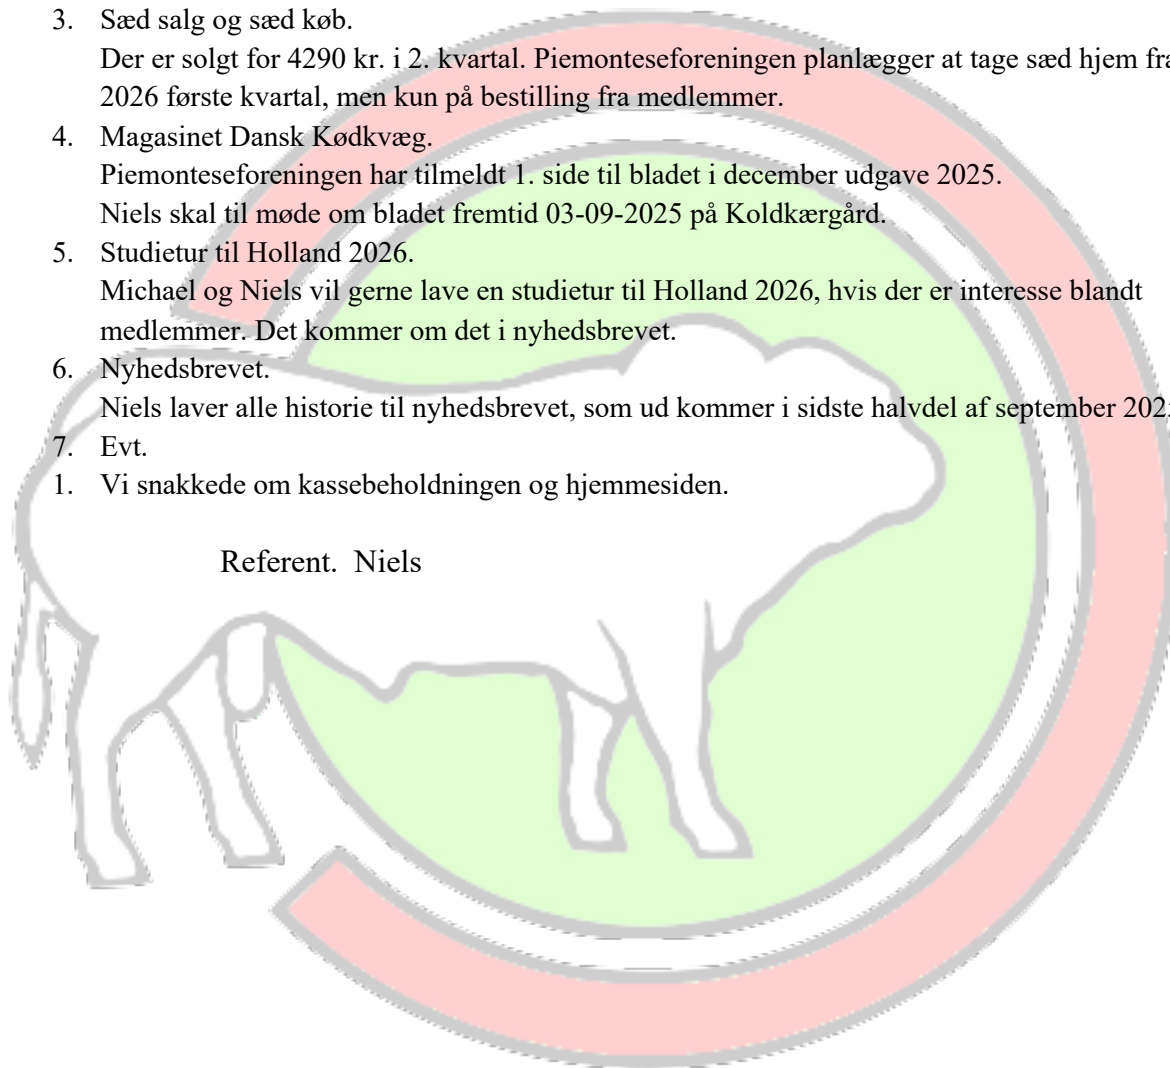 3. Sæd salg og sæd køb.
Der er solgt for 4290 kr. i 2. kvartal. Piemonteseforeningen planlægger at tage sæd hjem fra
2026 første kvartal, men kun på bestilling fra medlemmer.
4. Magasinet Dansk Kødkvæg.
Piemonteseforeningen har tilmeldt 1. side til bladet i december udgave 2025.
Niels skal til møde om bladet fremtid 03-09-2025 på Koldkærgård.
5. Studietur til Holland 2026.
Michael og Niels vil gerne lave en studietur til Holland 2026, hvis der er interesse blandt
medlemmer. Det kommer om det i nyhedsbrevet.
6. Nyhedsbrevet.
Niels laver alle historie til nyhedsbrevet, som ud kommer i sidste halvdel af september
7. Evt.
1. Vi snakkede om kassebeholdningen og hjemmesiden.
Referent. Niels